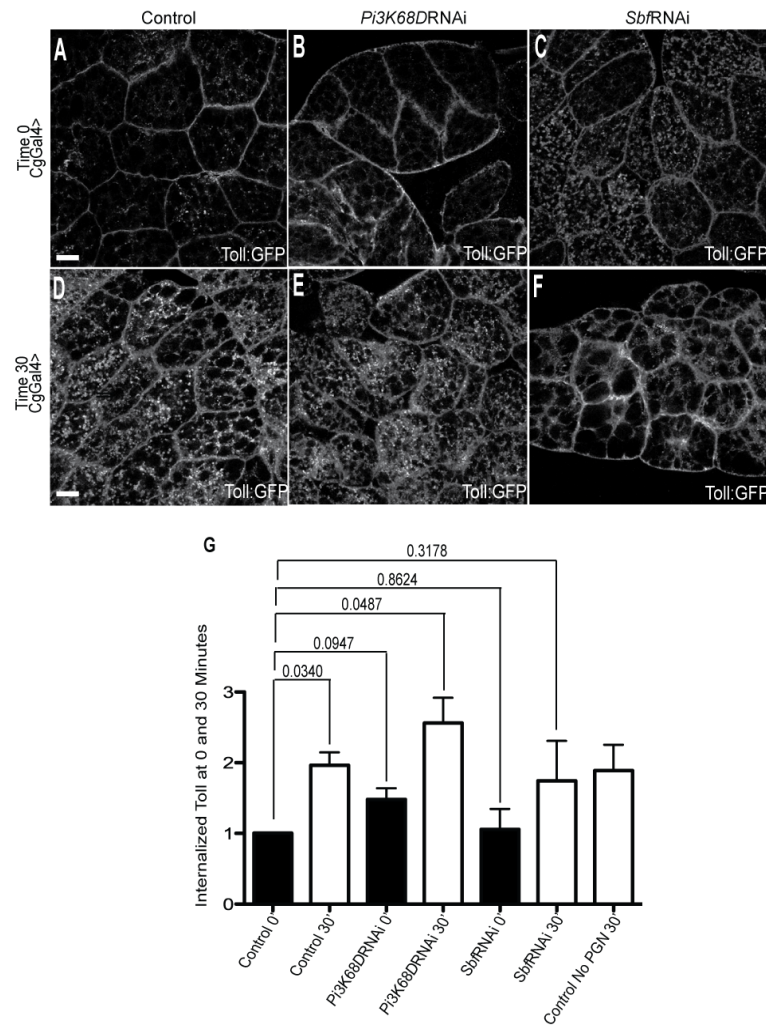 Control
Pi3K68DRNAi
SbfRNAi
Time 0
CgGal4>
A
B
C
Toll:GFP
Toll:GFP
Toll:GFP
Time 30
CgGal4>
D
E
F
Toll:GFP
Toll:GFP
Toll:GFP
G
0.3178
0.8624
0.0487
0.0947
0.0340
Internalized Toll at 0 and 30 Minutes
3
2
1
0
Control 0'
Control 30'
Pi3K68DRNAi 0'
Pi3K68DRNAi 30'
SbfRNAi 0'
SbfRNAi 30'
Control No PGN 30'